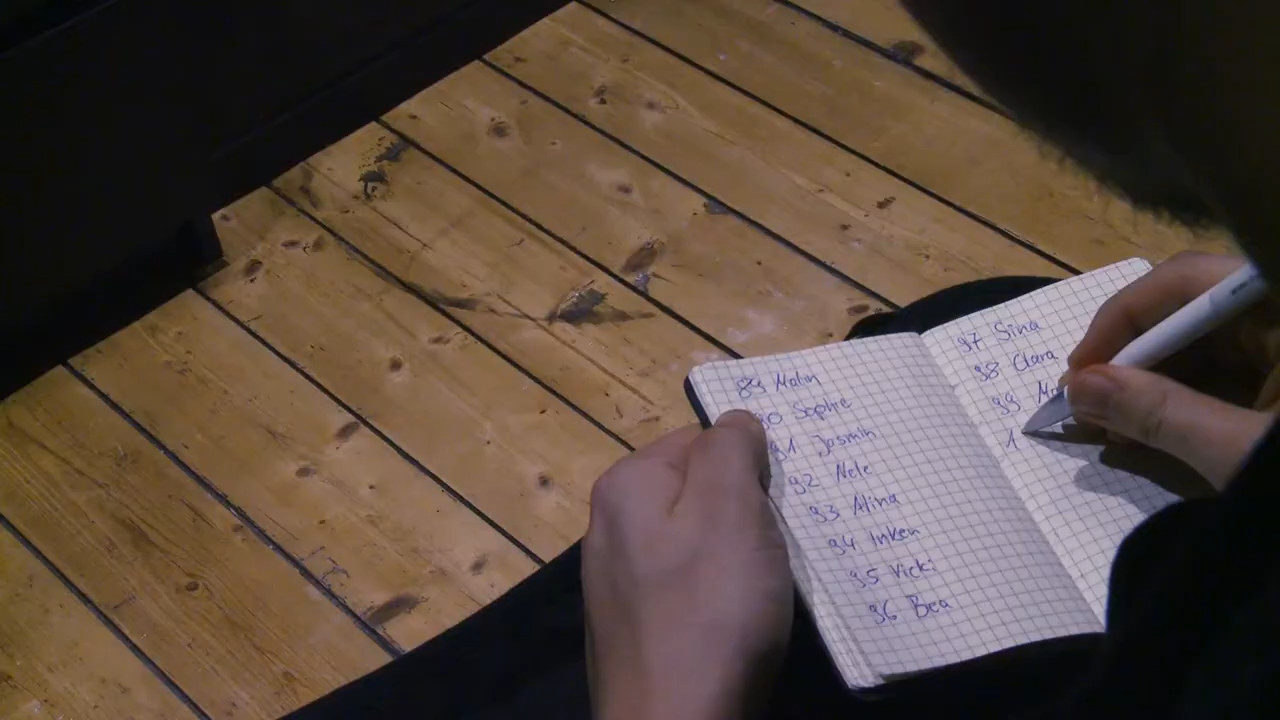 89 Malin
90 Sophie
91 Jasmin
92 Nele
93 Alina
94 Inken
95 Vicki
96 Bea
97 Sina
98 Clara
99
1